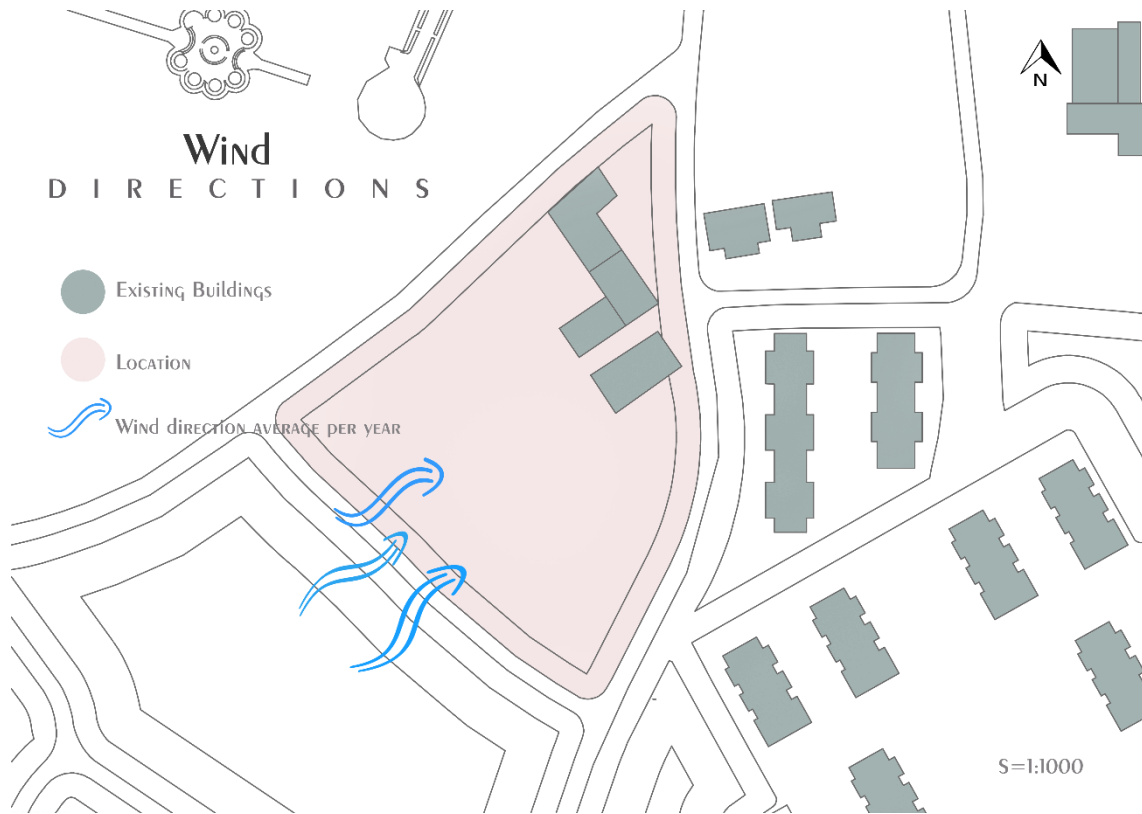 Wind
DIRECTIONS
N
Existing Buildings
Location
Wind direction average per year
S=1:1000